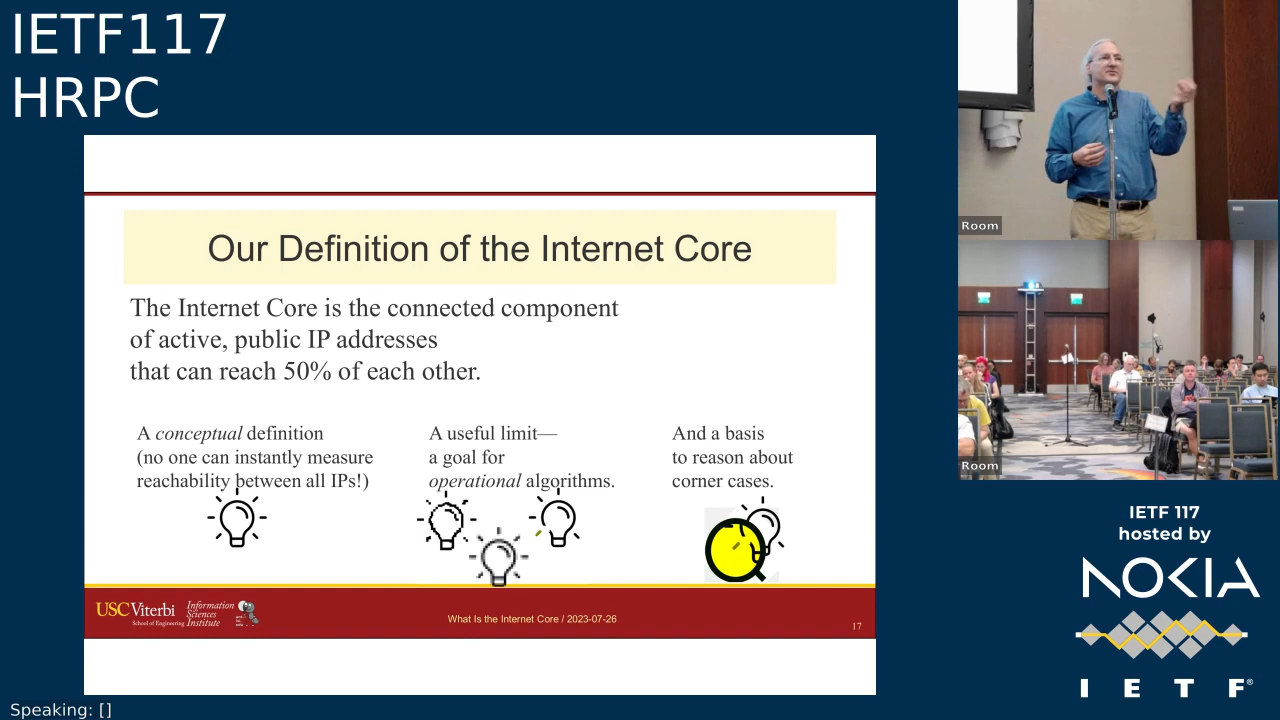 IETF117
HRPC
Our Definition of the Internet Core
The Internet Core is the connected component
of active, public IP addresses
that can reach 50% of each other.
A conceptual definition
(no one can instantly measure
reachability between all IPs!)
A useful limit—
a goal for
operational algorithms.
And a basis
to reason about
corner cases.
USC Viterbi
School of Engineering
Information
Sciences
Institute
What Is the Internet Core / 2023-07-26
17
Room
Room
IETF 117
hosted by
NOKIA
I E T F®
Speaking: []